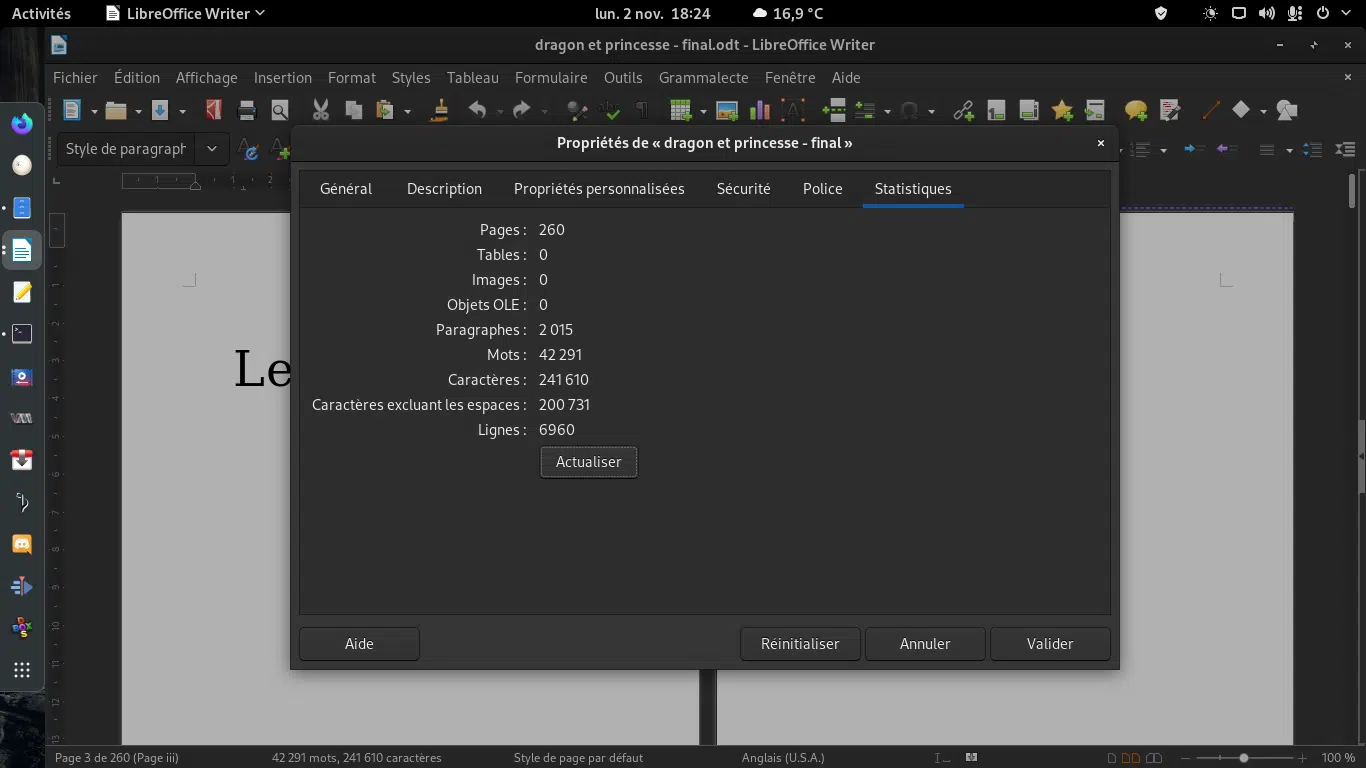 Activités LibreOffice Writer lun. 2 nov. 18:24 16,9 °C
dragon et princesse - final.odt - LibreOffice Writer
Fichier Édition Affichage Insertion Format Styles Tableau Formulaire Outils Grammalecte Fenêtre Aide
Style de paragraph
Propriétés de « dragon et princesse - final »
Général Description Propriétés personnalisées Sécurité Police Statistiques
Pages : 260
Tables : 0
Images : 0
Objets OLE : 0
Paragraphes : 2 015
Mots : 42 291
Caractères : 241 610
Caractères excluant les espaces : 200 731
Lignes : 6960
Actualiser
Le
Aide Réinitialiser Annuler Valider
Page 3 de 260 (Page iii) 42 291 mots, 241 610 caractères Style de page par défaut Anglais (U.S.A.) 100 %